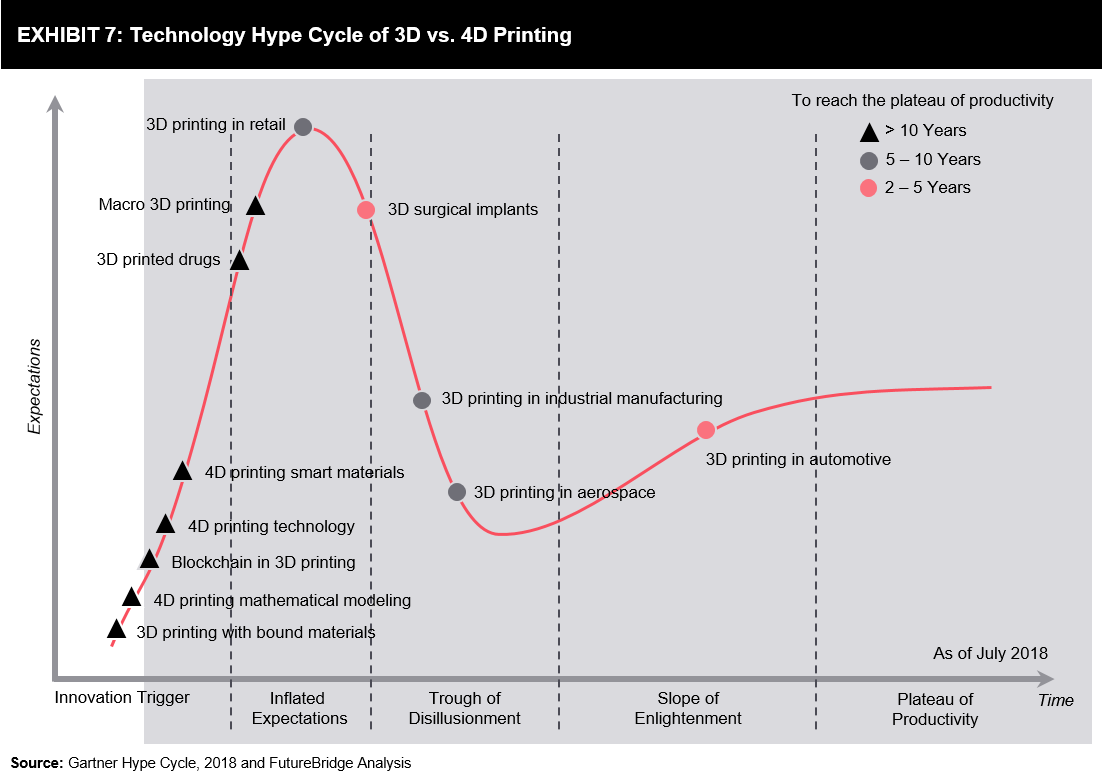 EXHIBIT 7: Technology Hype Cycle of 3D vs. 4D Printing
To reach the plateau of productivity
> 10 Years
5 – 10 Years
2 – 5 Years
3D printing in retail
Macro 3D printing
3D surgical implants
3D printed drugs
Expectations
3D printing in industrial manufacturing
3D printing in automotive
4D printing smart materials
3D printing in aerospace
4D printing technology
Blockchain in 3D printing
4D printing mathematical modeling
3D printing with bound materials
As of July 2018
Innovation Trigger
Inflated
Expectations
Trough of
Disillusionment
Slope of
Enlightenment
Plateau of
Productivity
Time
Source: Gartner Hype Cycle, 2018 and FutureBridge Analysis